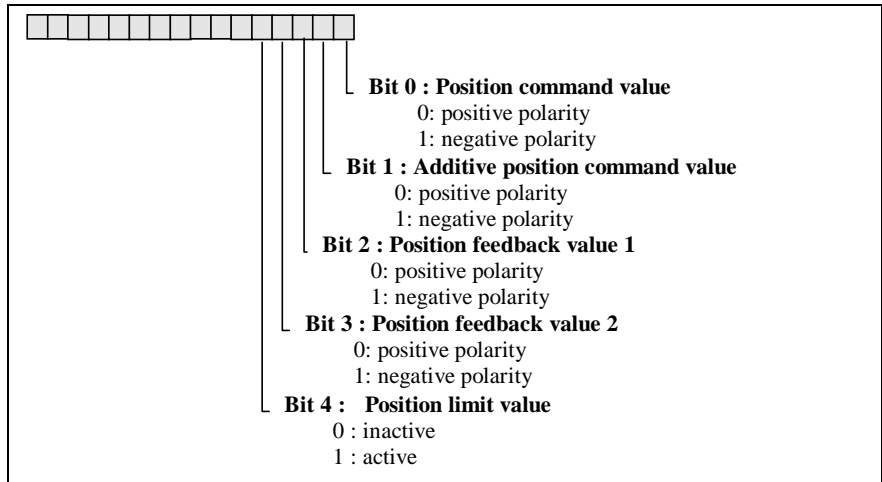 Bit 0 : Position command value
0: positive polarity
1: negative polarity
Bit 1 : Additive position command value
0: positive polarity
1: negative polarity
Bit 2 : Position feedback value 1
0: positive polarity
1: negative polarity
Bit 3 : Position feedback value 2
0: positive polarity
1: negative polarity
Bit 4 : Position limit value
0 : inactive
1 : active